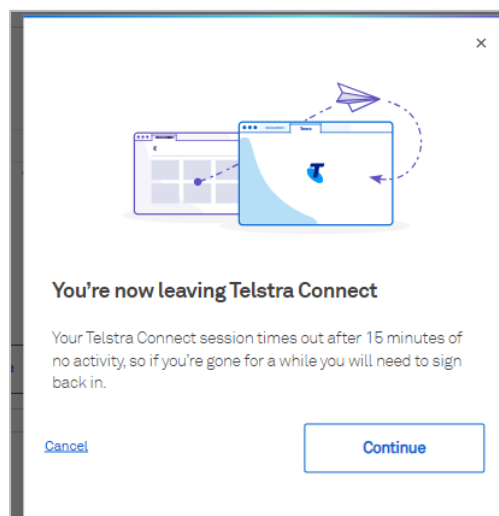 You're now leaving Telstra Connect
Your Telstra Connect session times out after 15 minutes of
no activity, so if you're gone for a while you will need to sign
back in.
Cancel
Continue